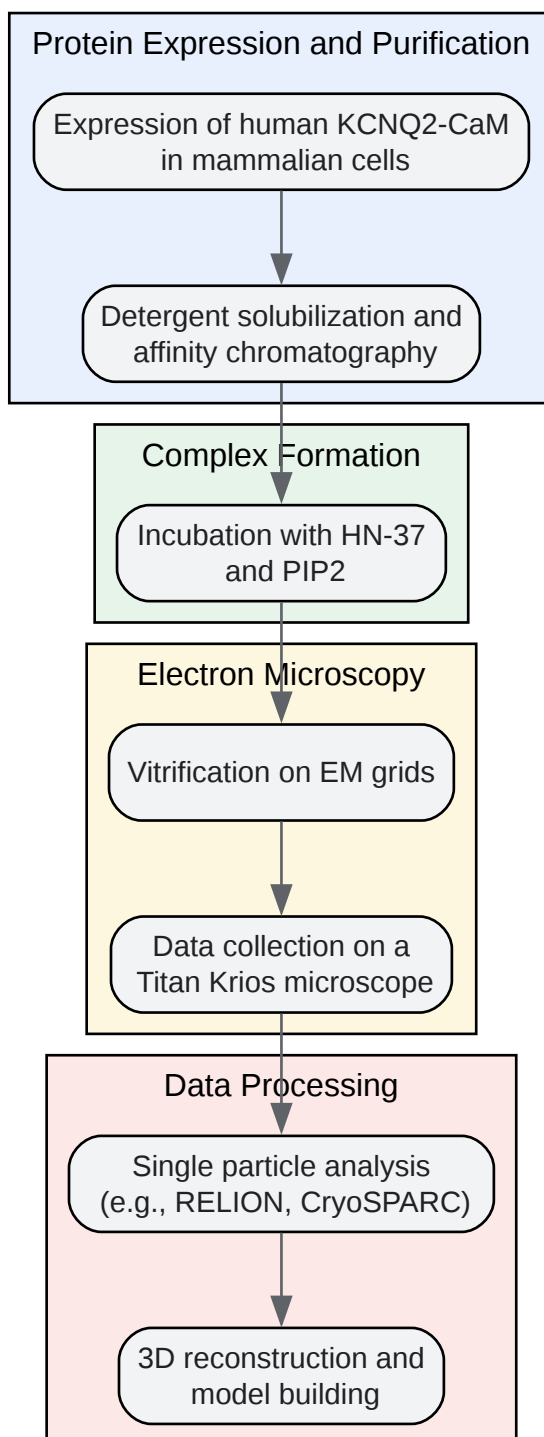 Protein Expression and Purification
Expression of human KCNQ2-CaM
in mammalian cells
Detergent solubilization and
affinity chromatography
Complex Formation
Incubation with HN-37
and PIP2
Electron Microscopy
Vitrification on EM grids
Data collection on a
Titan Krios microscope
Data Processing
Single particle analysis
(e.g., RELION, CryoSPARC)
3D reconstruction and
model building